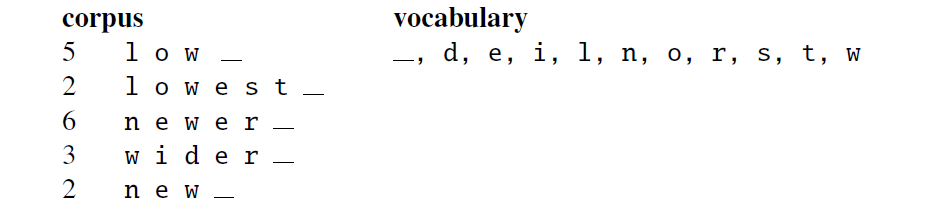 corpus vocabulary
5 l o w _ _, d, e, i, l, n, o, r, s, t, w
2 l o w e s t _
6 n e w e r _
3 w i d e r _
2 n e w _